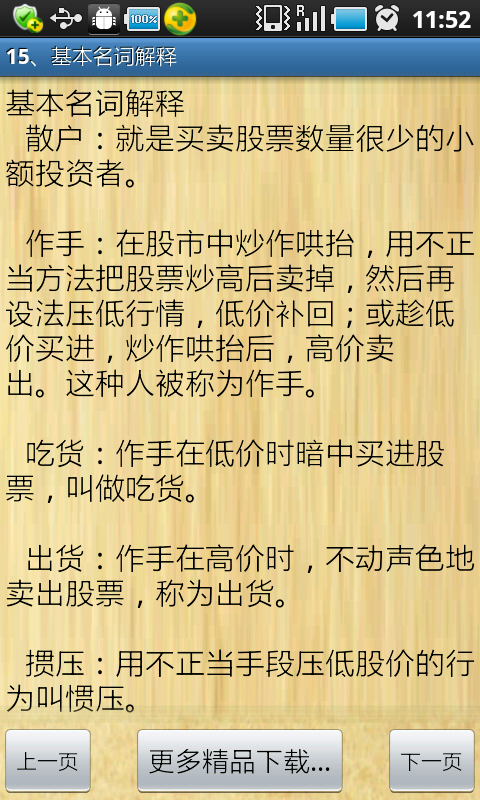 100%
R
11:52
15、基本名词解释
基本名词解释
散户：就是买卖股票数量很少的小
额投资者。
作手：在股市中炒作哄抬，用不正
当方法把股票炒高后卖掉，然后再
设法压低行情，低价补回；或趁低
价买进，炒作哄抬后，高价卖
出。这种人被称为作手。
吃货：作手在低价时暗中买进股
票，叫做吃货。
出货：作手在高价时，不动声色地
卖出股票，称为出货。
掼压：用不正当手段压低股价的行
为叫惯压。
上一页
更多精品下载...
下一页